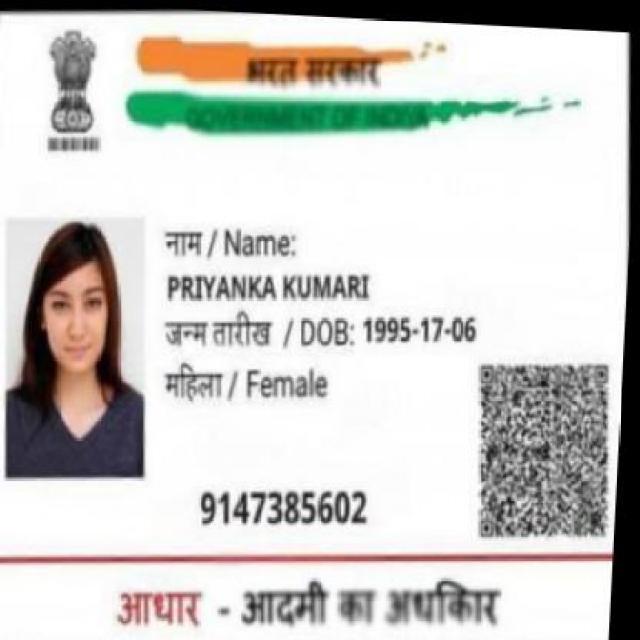 भारत सरकार
GOVERNMENT OF INDIA
नाम / Name:
PRIYANKA KUMARI
जन्म तारीख / DOB: 1995-17-06
महिला / Female
9147385602
आधार - आदमी का अधिकार